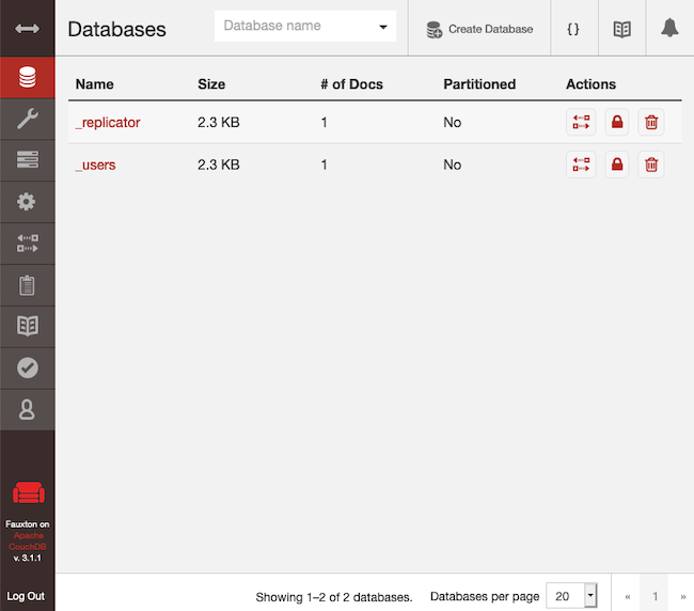 Databases
Database name
Create Database
{}
Name Size # of Docs Partitioned Actions
_replicator 2.3 KB 1 No
_users 2.3 KB 1 No
Fauxton on
Apache
CouchDB
v. 3.1.1
Log Out
Showing 1–2 of 2 databases. Databases per page 20 « 1 »